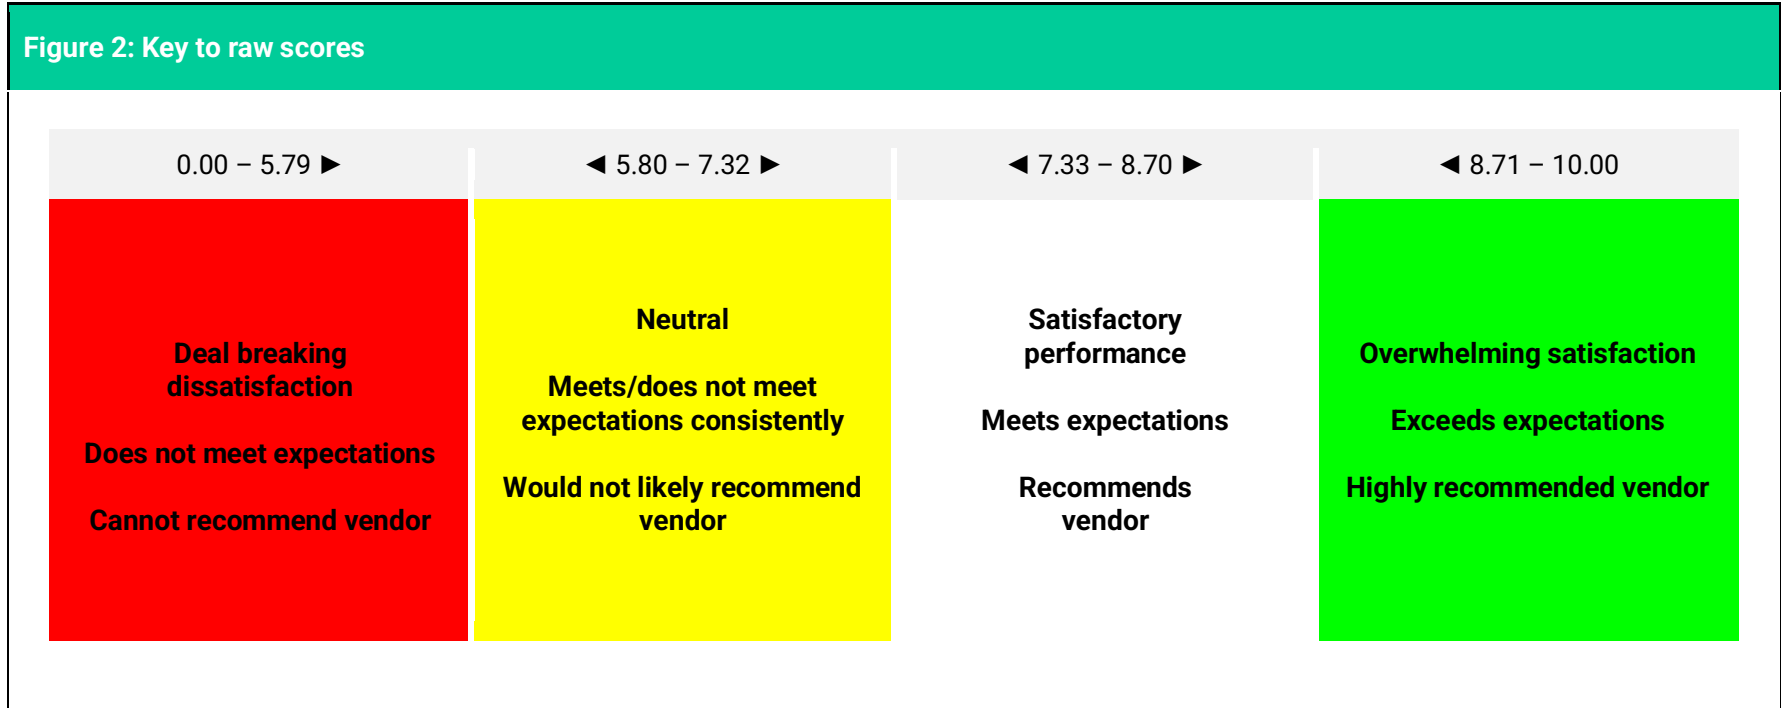 Figure 2: Key to raw scores
0.00 – 5.79 ►
◄ 5.80 – 7.32 ►
◄ 7.33 – 8.70 ►
◄ 8.71 – 10.00
Deal breaking
dissatisfaction
Does not meet expectations
Cannot recommend vendor
Neutral
Meets/does not meet
expectations consistently
Would not likely recommend
vendor
Satisfactory
performance
Meets expectations
Recommends
vendor
Overwhelming satisfaction
Exceeds expectations
Highly recommended vendor